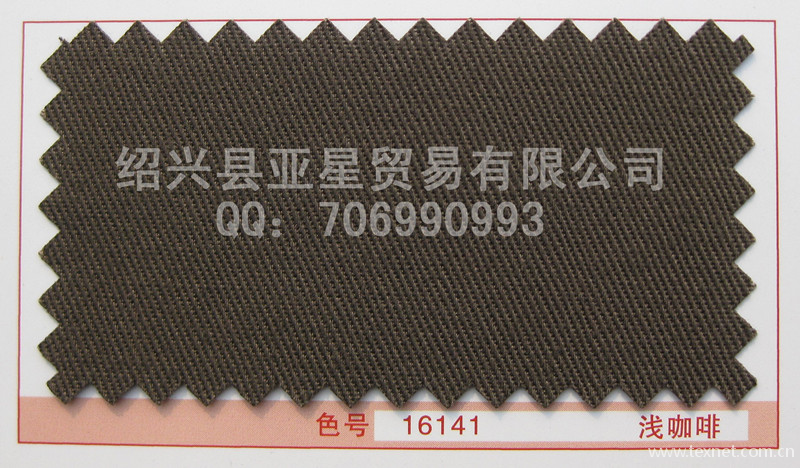 绍兴县亚星贸易有限公司
QQ：706990993
色号 16141 浅咖啡
www.texnet.com.cn